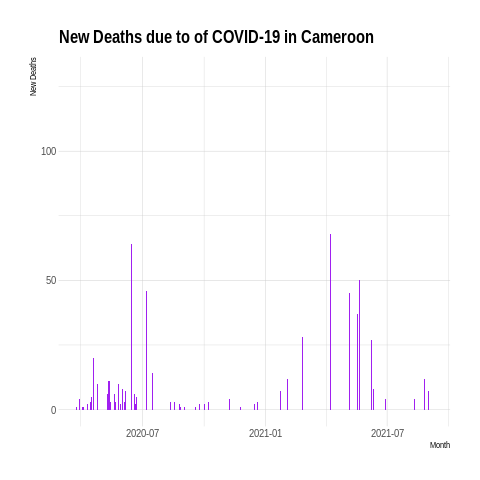 New Deaths due to of COVID-19 in Cameroon
New Deaths
100
50
0
2020-07
2021-01
2021-07
Month